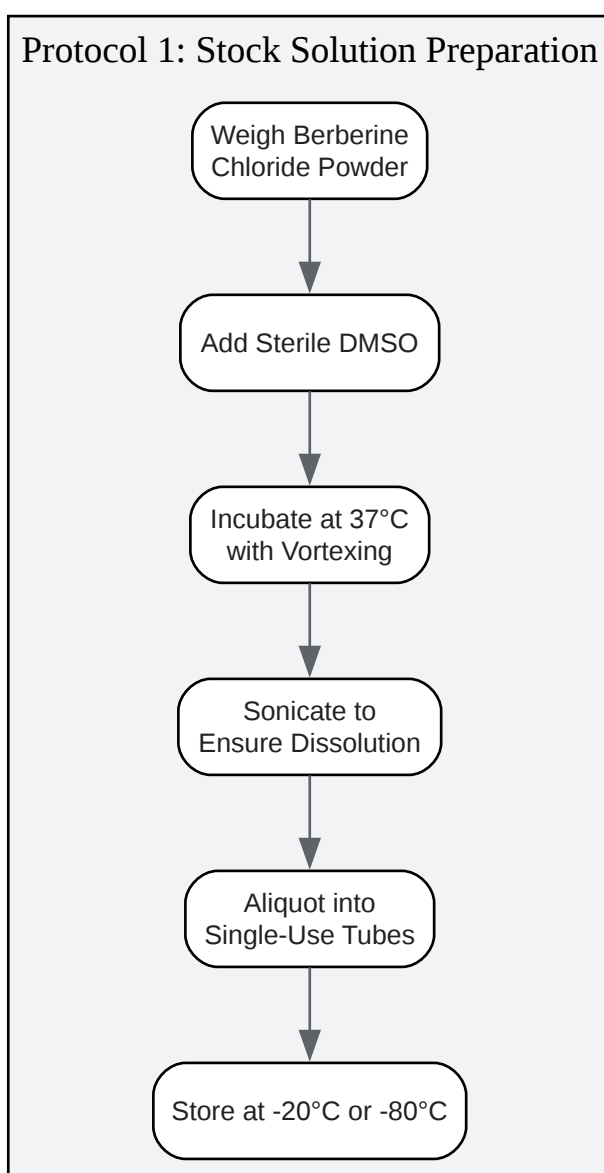 Protocol 1: Stock Solution Preparation
Weigh Berberine
Chloride Powder
Add Sterile DMSO
Incubate at 37°C
with Vortexing
Sonicate to
Ensure Dissolution
Aliquot into
Single-Use Tubes
Store at -20°C or -80°C